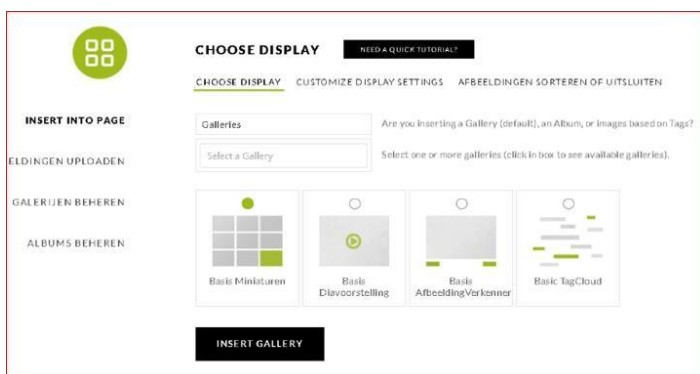 CHOOSE DISPLAY
NEED A QUICK TUTORIAL?
CHOOSE DISPLAY
CUSTOMIZE DISPLAY SETTINGS
AFBEELDINGEN SORTEREN OF UITSLUITEN
INSERT INTO PAGE
ELDINGEN UPLOADEN
GALERIJEN BEHEREN
ALBUMS BEHEREN
Galleries
Are you inserting a Gallery (default), an Album, or images based on Tags?
Select a Gallery
Select one or more galleries (click in box to see available galleries).
Basis Miniaturen
Basis
Diavoorstelling
Basis
AfbeeldingVerkenner
Basic TagCloud
INSERT GALLERY